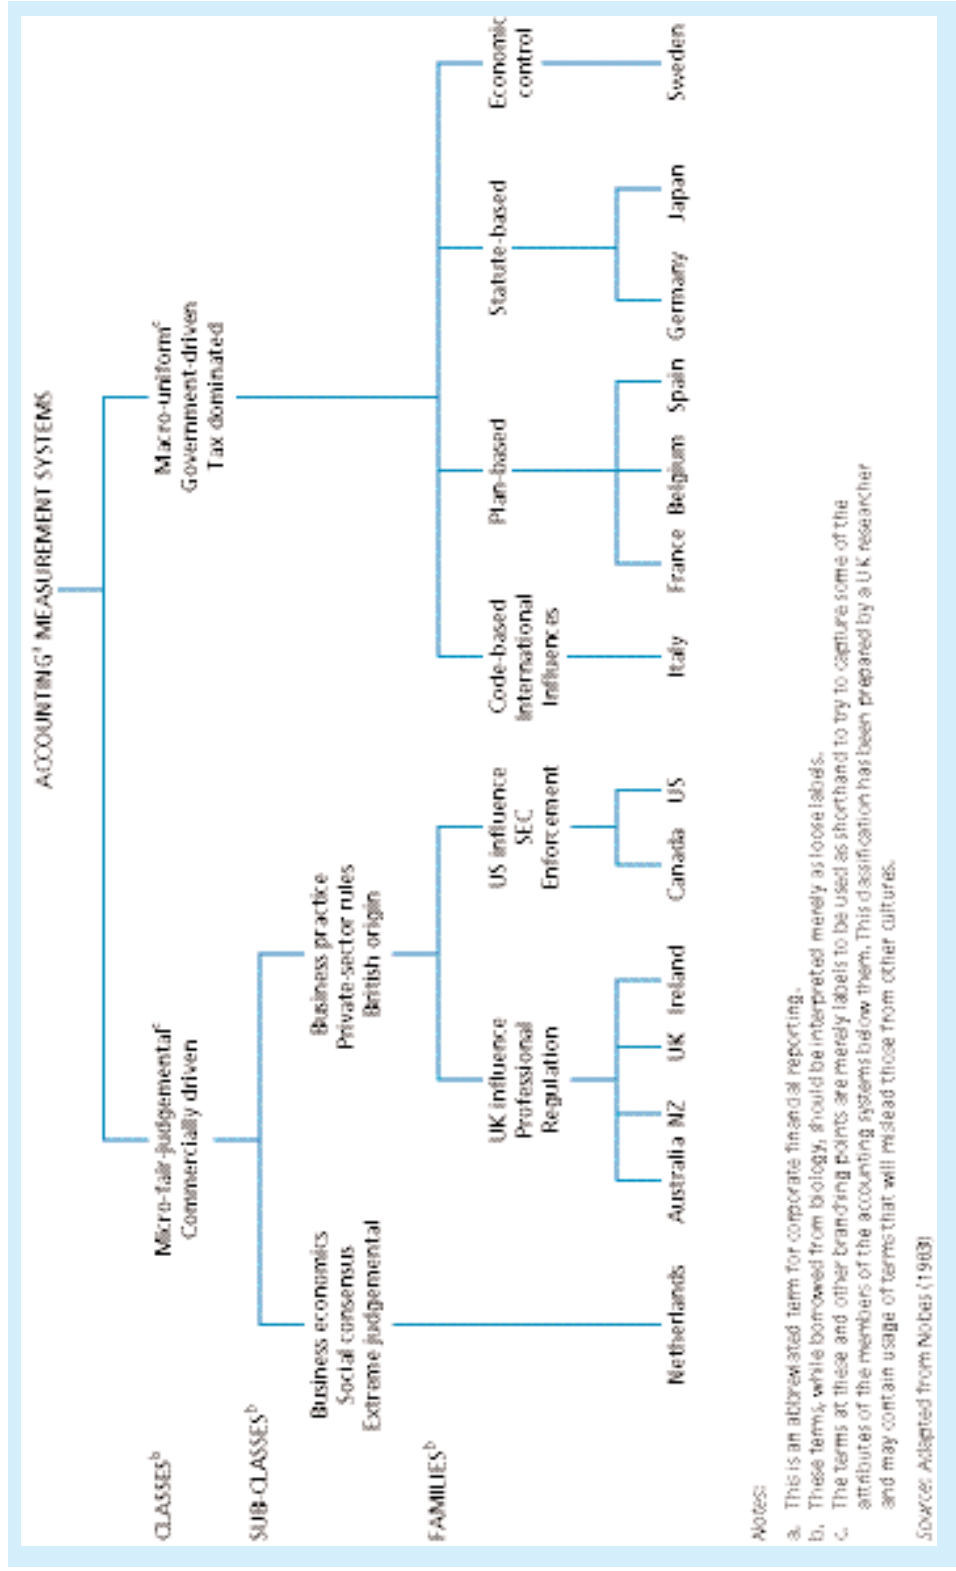 ACCOUNTINGᵃ MEASUREMENT SYSTEMS
CLASSESᵇ
Micro-fair-judgementalᶜ
Commercially driven
Macro-uniformᶜ
Government-driven
Tax dominated
SUB-CLASSESᵇ
Business economics
Social consensus
Extreme judgemental
Business practice
Private-sector rules
British origin
FAMILIESᵇ
UK influence
Professional
Regulation
US influence
SEC
Enforcement
Code-based
International
Influences
Plan-based
Statute-based
Economic
control
Netherlands
Australia
NZ
UK
Ireland
Canada
US
Italy
France
Belgium
Spain
Germany
Japan
Sweden
Notes:
a. This is an abbreviated term for corporate financial reporting.
b. These terms, while borrowed from biology, should be interpreted merely as loose labels.
c. The terms at these and other branching points are merely labels to be used as shorthand to try to capture some of the
attributes of the members of the accounting systems below them. This classification has been prepared by a UK researcher
and may contain usage of terms that will mislead those from other cultures.
Source: Adapted from Nobes (1983)